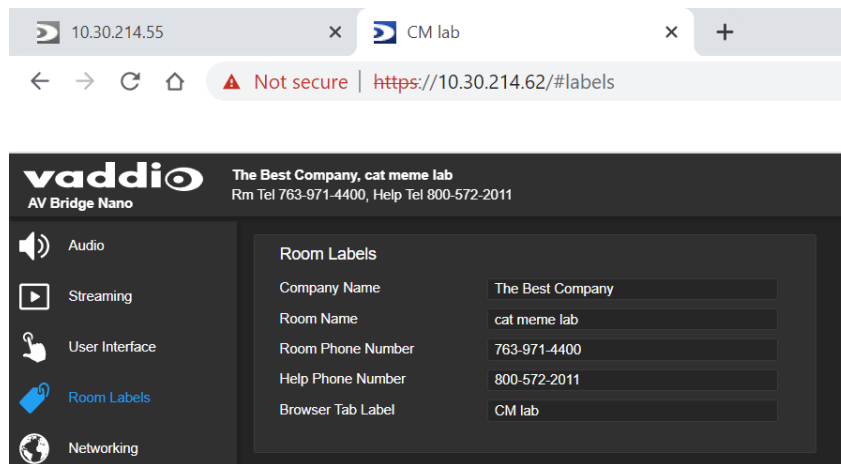 10.30.214.55
CM lab
Not secure https://10.30.214.62/#labels
vaddio
AV Bridge Nano
The Best Company, cat meme lab
Rm Tel 763-971-4400, Help Tel 800-572-2011
Audio
Streaming
User Interface
Room Labels
Networking
Room Labels
Company Name The Best Company
Room Name cat meme lab
Room Phone Number 763-971-4400
Help Phone Number 800-572-2011
Browser Tab Label CM lab